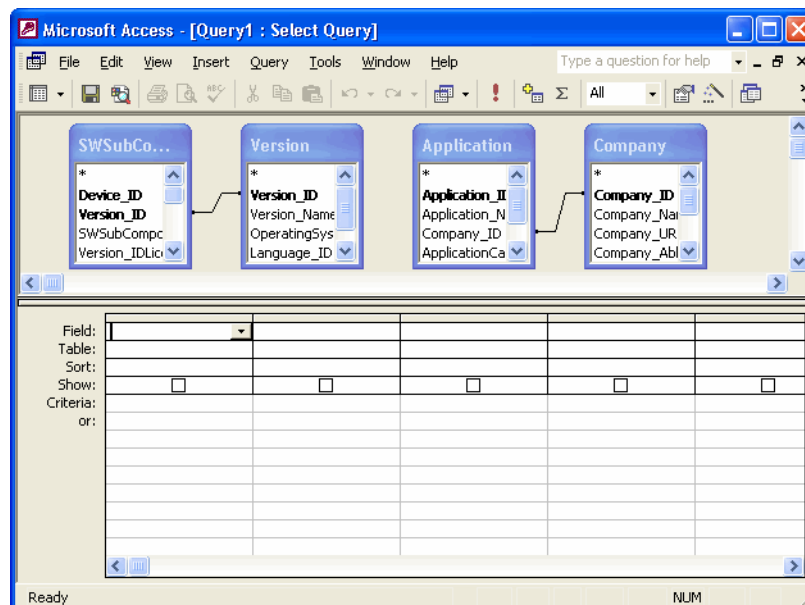 Microsoft Access - [Query1 : Select Query]
File Edit View Insert Query Tools Window Help Type a question for help
ABC Σ All
SWSubCo... Version Application Company
* * * *
Device_ID Version_ID Application_II Company_ID
Version_ID Version_Name Application_N Company_Nai
SWSubCompc OperatingSys Company_ID Company_UR
Version_IDLic Language_ID ApplicationCa Company_Abl
Field:
Table:
Sort:
Show:
Criteria:
or:
Ready NUM